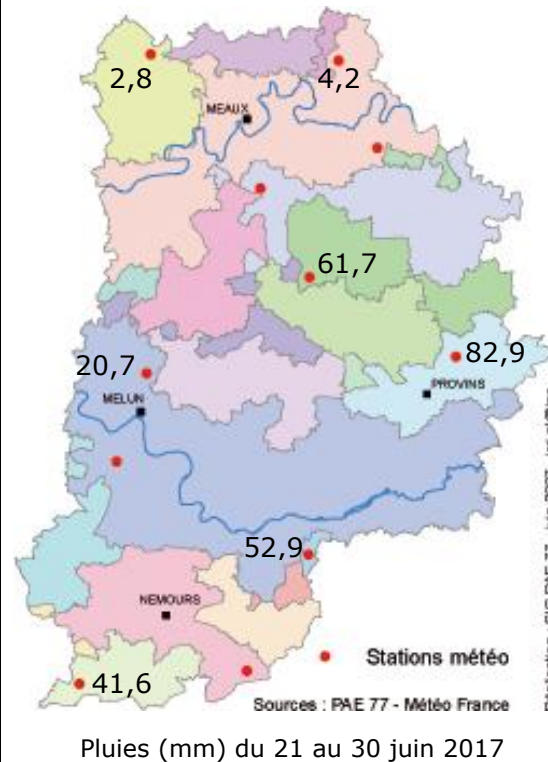 2,8
4,2
MEAUX
61,7
82,9
20,7
PROVINS
MELUN
52,9
NEMOURS
Stations météo
41,6
Sources : PAE 77 - Météo France
Pluies (mm) du 21 au 30 juin 2017